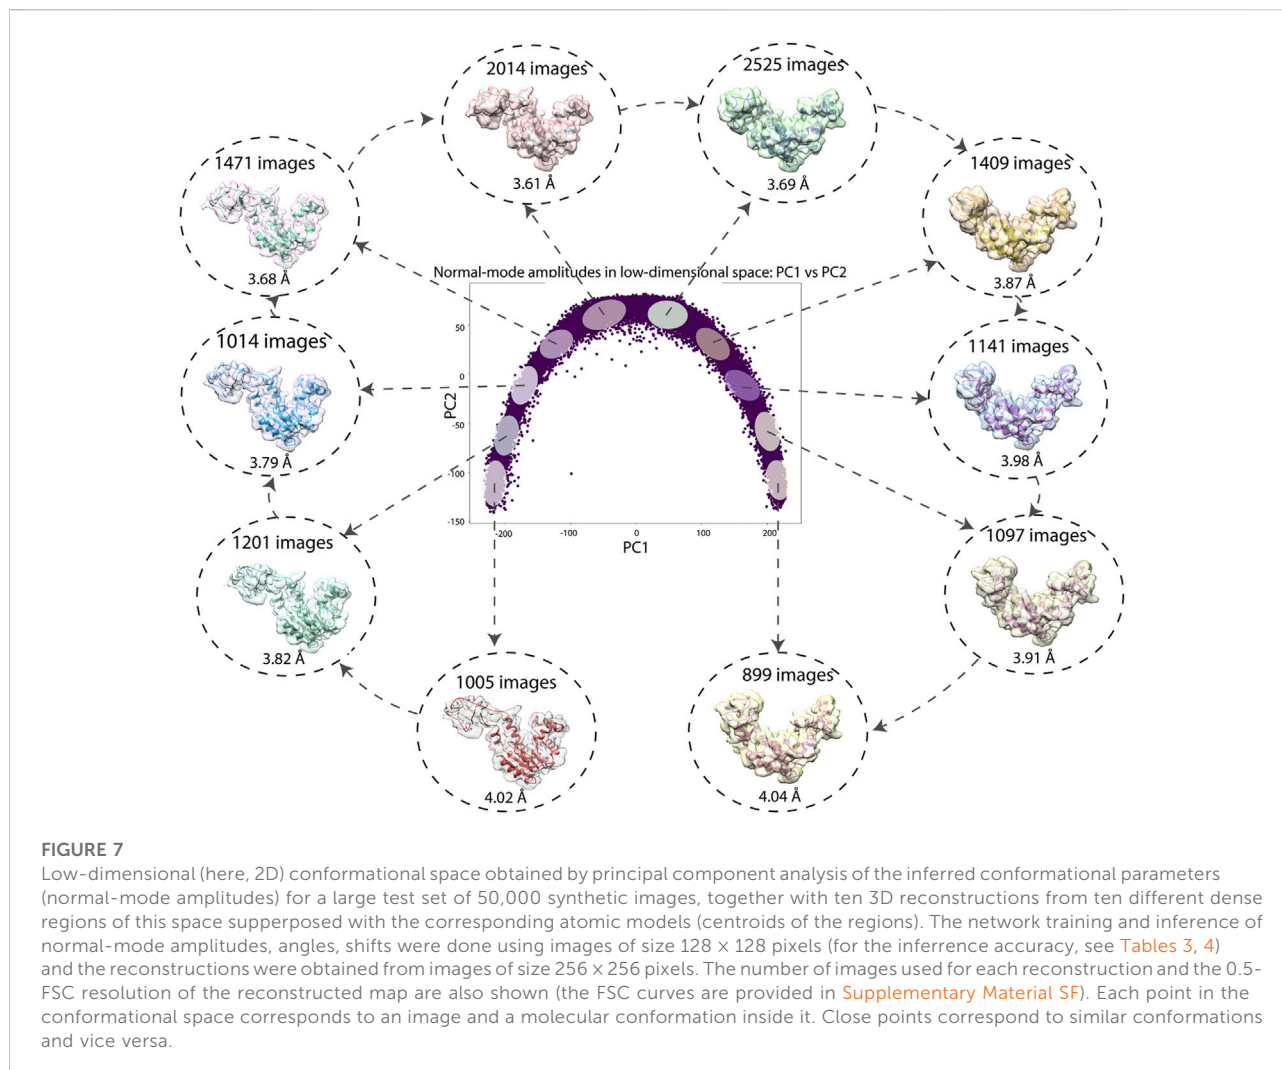 2014 images
3.61 Å
2525 images
3.69 Å
1471 images
3.68 Å
1409 images
3.87 Å
Normal-mode amplitudes in low-dimensional space: PC1 vs PC2
50
0
-50
-100
-150
PC2
-200
-100
0
100
200
PC1
1014 images
3.79 Å
1141 images
3.98 Å
1201 images
3.82 Å
1097 images
3.91 Å
1005 images
4.02 Å
899 images
4.04 Å
FIGURE 7
Low-dimensional (here, 2D) conformational space obtained by principal component analysis of the inferred conformational parameters
(normal-mode amplitudes) for a large test set of 50,000 synthetic images, together with ten 3D reconstructions from ten different dense
regions of this space supperposed with the corresponding atomic models (centroids of the regions). The network training and inference of
normal-mode amplitudes, angles, shifts were done using images of size 128 × 128 pixels (for the inferrence accuracy, see Tables 3, 4)
and the reconstructions were obtained from images of size 256 × 256 pixels. The number of images used for each reconstruction and the 0.5-
FSC resolution of the reconstructed map are also shown (the FSC curves are provided in Supplementary Material SF). Each point in the
conformational space corresponds to an image and a molecular conformation inside it. Close points correspond to similar conformations
and vice versa.